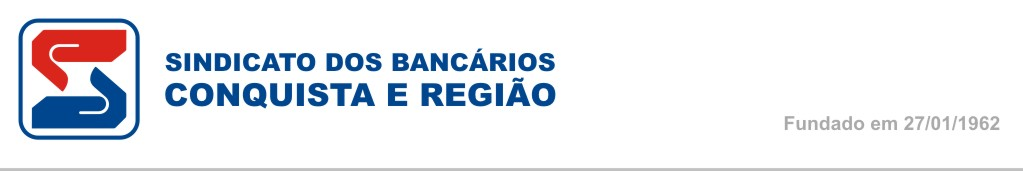 SINDICATO DOS BANCÁRIOS
CONQUISTA E REGIÃO
Fundado em 27/01/1962